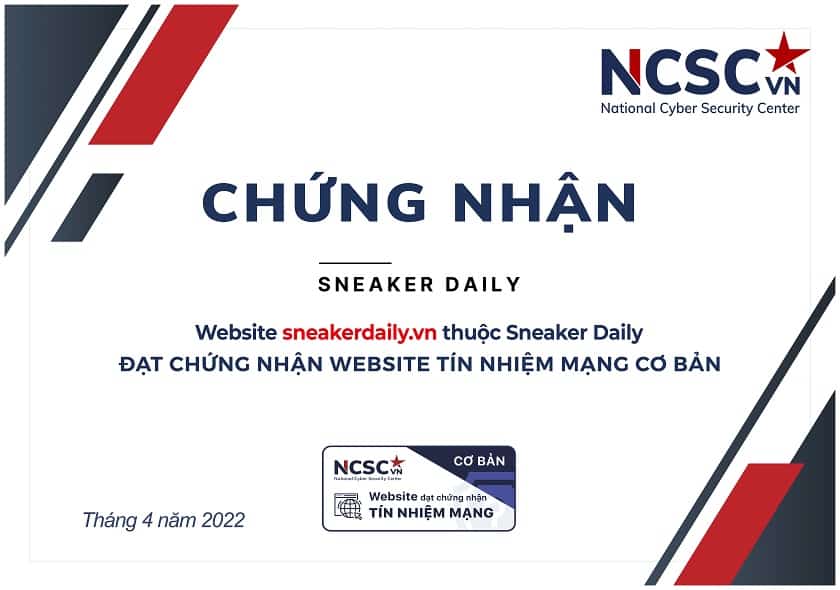 NCSC VN
National Cyber Security Center
CHỨNG NHẬN
SNEAKER DAILY
Website sneakerdaily.vn thuộc Sneaker Daily
ĐẠT CHỨNG NHẬN WEBSITE TÍN NHIỆM MẠNG CƠ BẢN
NCSC VN
National Cyber Security Center
CƠ BẢN
Website đạt chứng nhận
TÍN NHIỆM MẠNG
Tháng 4 năm 2022